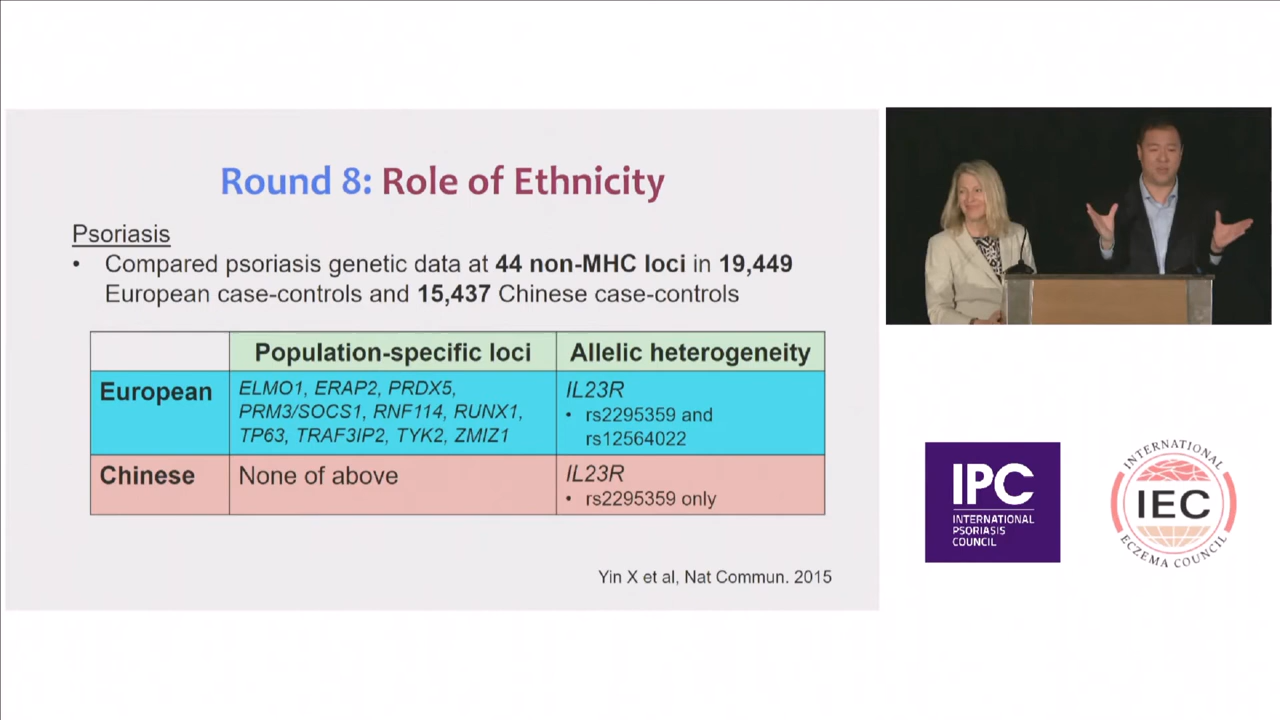 Round 8: Role of Ethnicity
Psoriasis
• Compared psoriasis genetic data at 44 non-MHC loci in 19,449
European case-controls and 15,437 Chinese case-controls
Population-specific loci
Allelic heterogeneity
European
ELMO1, ERAP2, PRDX5,
PRM3/SOCS1, RNF114, RUNX1,
TP63, TRAF3IP2, TYK2, ZMIZ1
IL23R
• rs2295359 and
rs12564022
Chinese
None of above
IL23R
• rs2295359 only
Yin X et al, Nat Commun. 2015
IPC
INTERNATIONAL
PSORIASIS
COUNCIL
INTERNATIONAL
IEC
ECZEMA COUNCIL